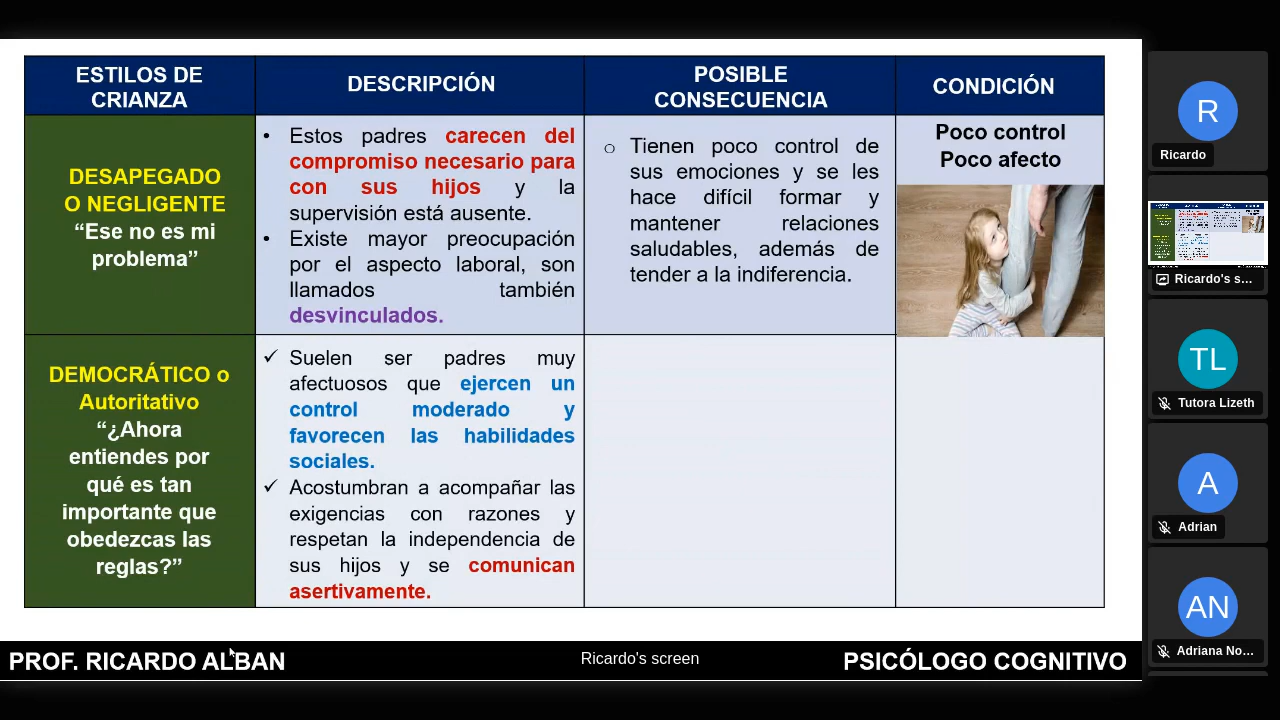 ESTILOS DE
CRIANZA
DESCRIPCIÓN
POSIBLE
CONSECUENCIA
CONDICIÓN
DESAPEGADO
O NEGLIGENTE
“Ese no es mi
problema”
• Estos padres carecen del
compromiso necesario para
con sus hijos y la
supervisión está ausente.
• Existe mayor preocupación
por el aspecto laboral, son
llamados también
desvinculados.
o Tienen poco control de
sus emociones y se les
hace difícil formar y
mantener relaciones
saludables, además de
tender a la indiferencia.
Poco control
Poco afecto
DEMOCRÁTICO o
Autoritativo
“¿Ahora
entiendes por
qué es tan
importante que
obedezcas las
reglas?”
✓ Suelen ser padres muy
afectuosos que ejercen un
control moderado y
favorecen las habilidades
sociales.
✓ Acostumbran a acompañar las
exigencias con razones y
respetan la independencia de
sus hijos y se comunican
asertivamente.
PROF. RICARDO ALBAN
Ricardo's screen
PSICÓLOGO COGNITIVO
R
Ricardo
Ricardo's s...
TL
Tutora Lizeth
A
Adrian
AN
Adriana No...